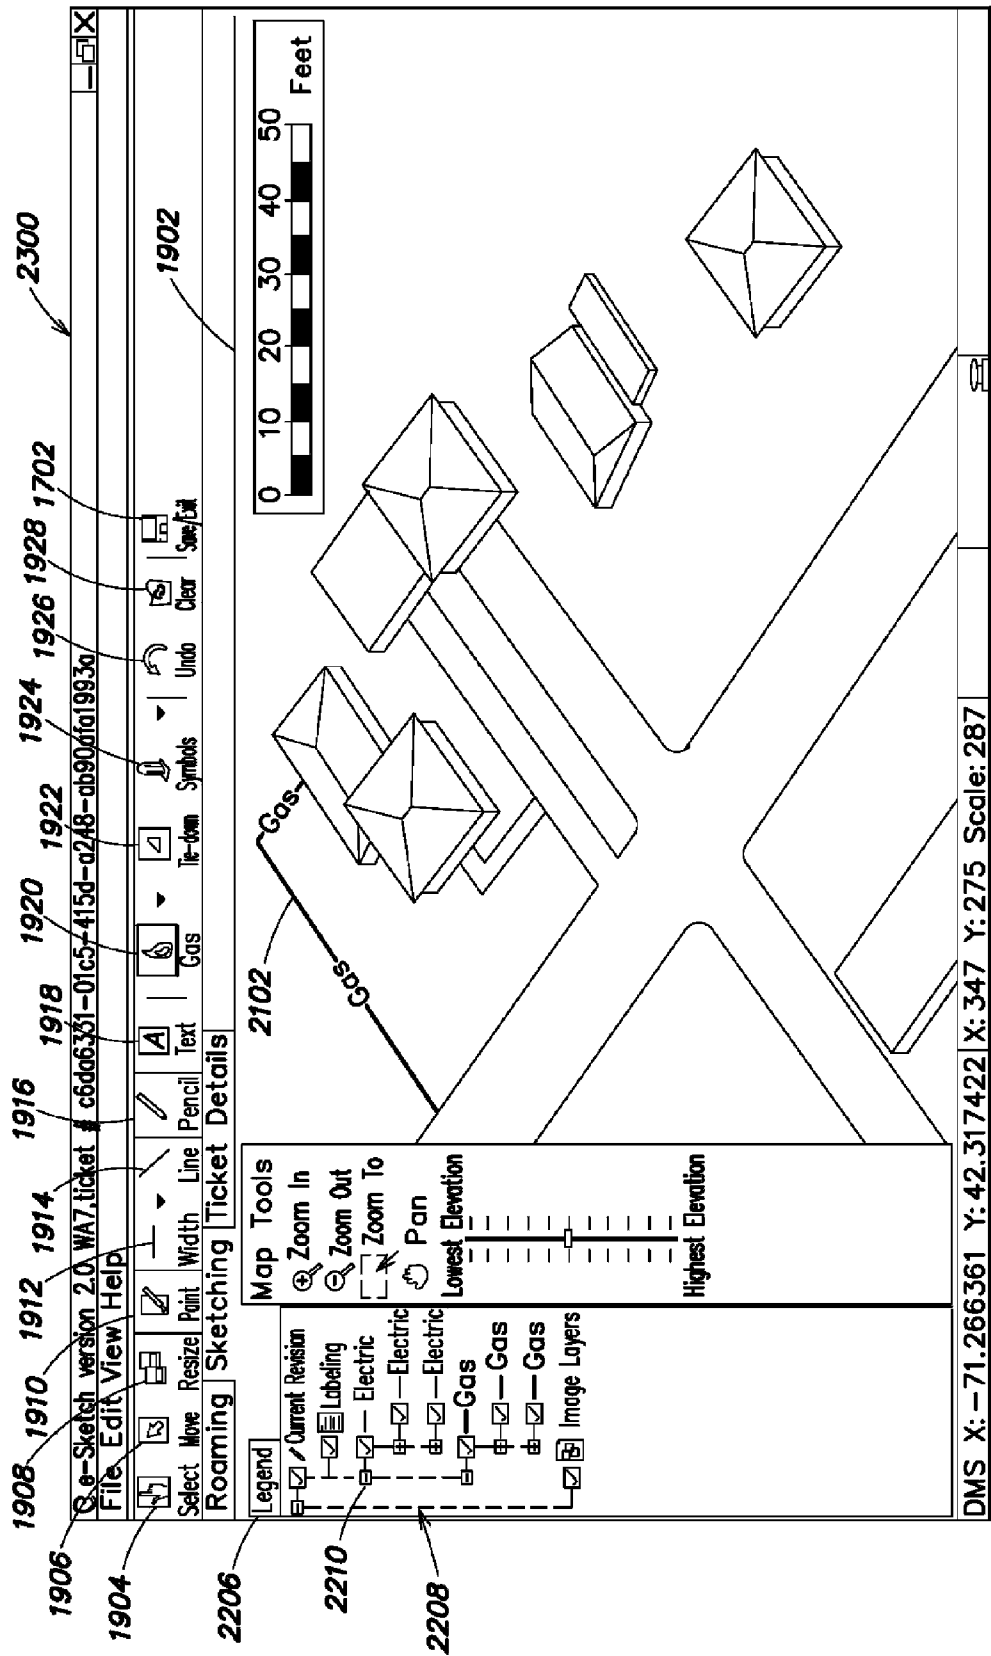 2300
1902
1702
1928
1926
1924
1922
1920
1918
1916
1914
1912
1910
1908
1906
1904
e-Sketch version 2.0 WA7,ticket # c6da6331-01c5-415d-a248-ab90dfa1993a
File Edit View Help
Select Move Resize Paint Width Line Pencil Text Gas Tie-down Symbols Undo Clear Save/Exit
Roaming Sketching Ticket Details
2206
2210
2208
Legend
Current Revision
Labeling
Electric
Electric
Electric
Gas
Gas
Gas
Image Layers
Map Tools
Zoom In
Zoom Out
Zoom To
Pan
Lowest Elevation
Highest Elevation
2102
Gas
Gas
0 10 20 30 40 50
Feet
DMS X: -71.266361 Y: 42.317422 X: 347 Y: 275 Scale: 287